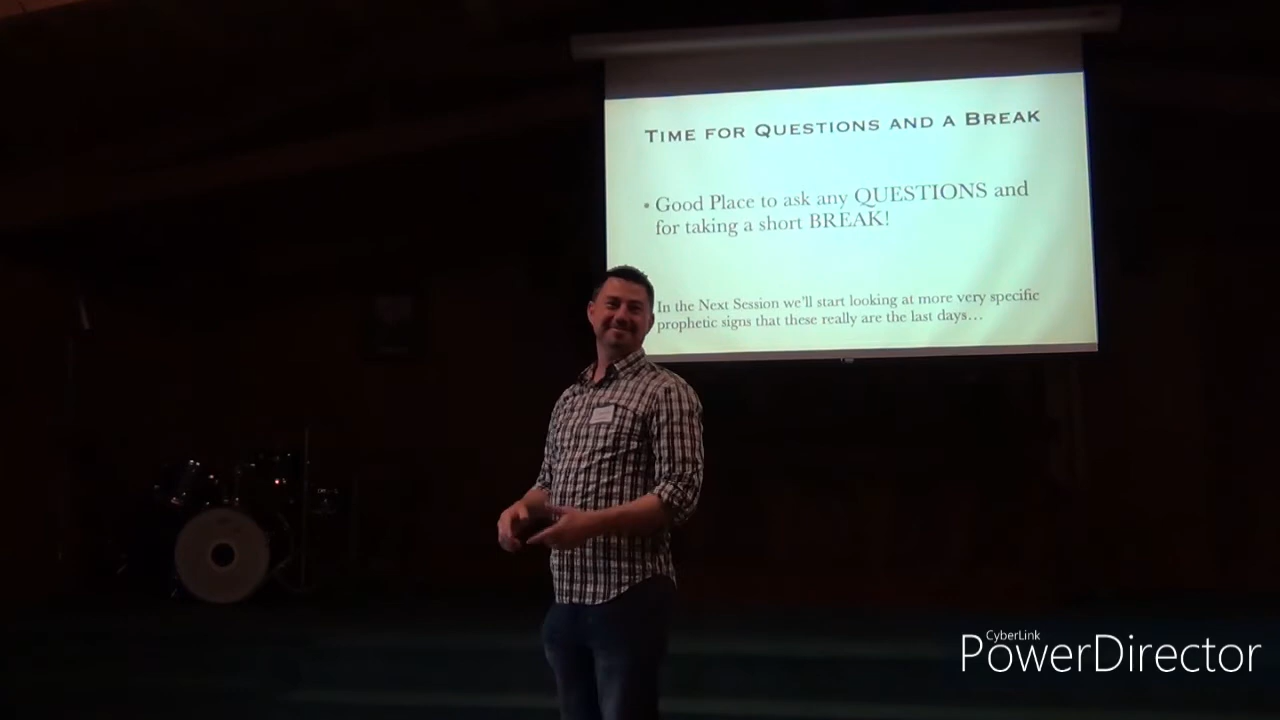 TIME FOR QUESTIONS AND A BREAK
• Good Place to ask any QUESTIONS and
for taking a short BREAK!
In the Next Session we'll start looking at more very specific
prophetic signs that these really are the last days…
CyberLink
PowerDirector